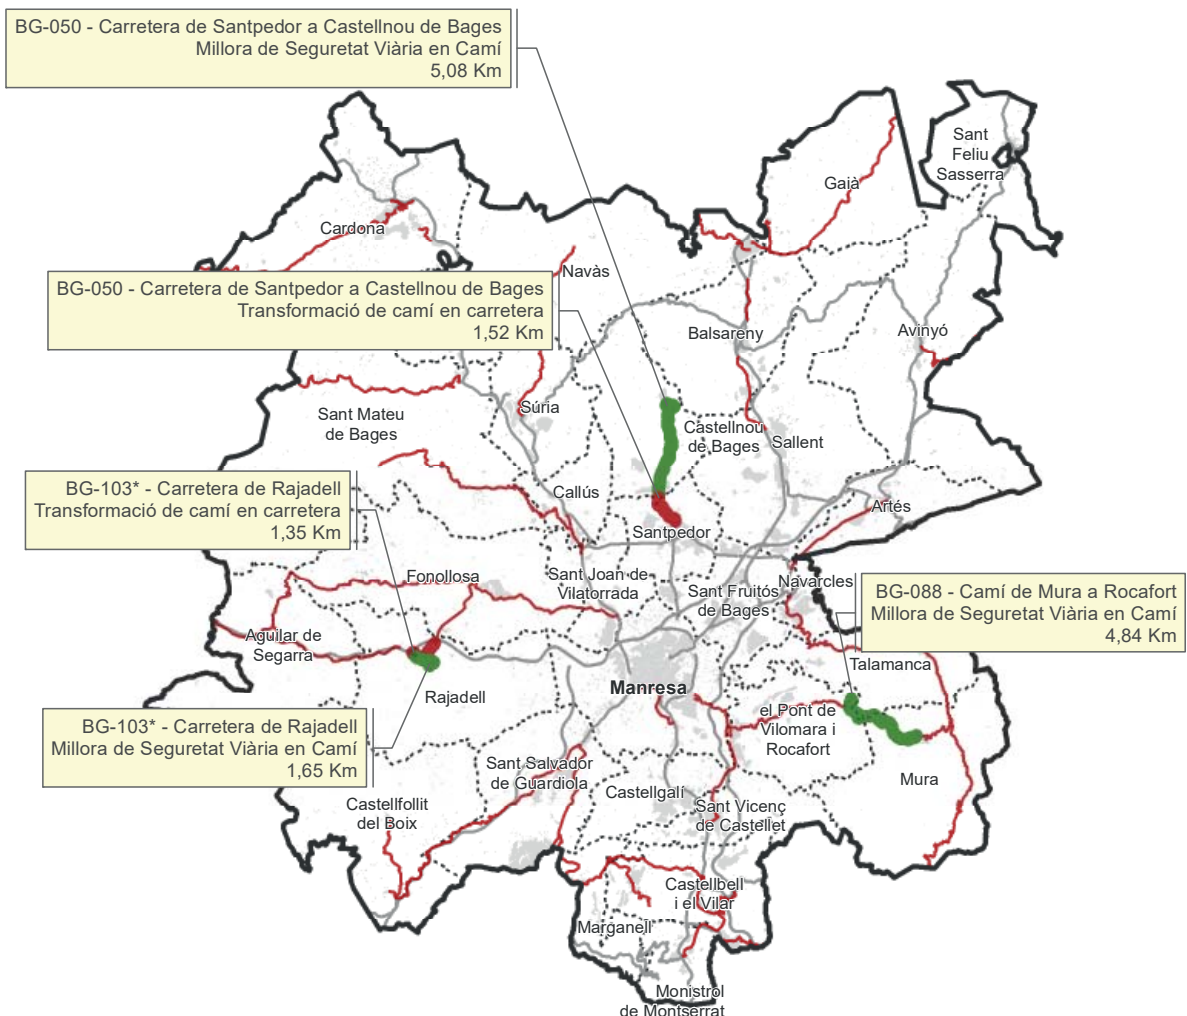 BG-050 - Carretera de Santpedor a Castellnou de Bages
Millora de Seguretat Viària en Camí
5,08 Km
Sant
Feliu
Sasserra
Gaià
Cardona
Navàs
BG-050 - Carretera de Santpedor a Castellnou de Bages
Transformació de camí en carretera
1,52 Km
Balsareny
Avinyó
Súria
Sant Mateu
de Bages
Castellnou
de Bages
Sallent
BG-103* - Carretera de Rajadell
Transformació de camí en carretera
1,35 Km
Callús
Artés
Santpedor
Fonollosa
Sant Joan de
Vilatorrada
Sant Fruitós
de Bages
Navarcles
BG-088 - Camí de Mura a Rocafort
Millora de Seguretat Viària en Camí
4,84 Km
Aguilar de
Segarra
Talamanca
Rajadell
Manresa
el Pont de
Vilomara i
Rocafort
BG-103* - Carretera de Rajadell
Millora de Seguretat Viària en Camí
1,65 Km
Sant Salvador
de Guardiola
Castellgalí
Mura
Castellfollit
del Boix
Sant Vicenç
de Castellet
Castellbell
i el Vilar
Marganell
Monistrol
de Montserrat